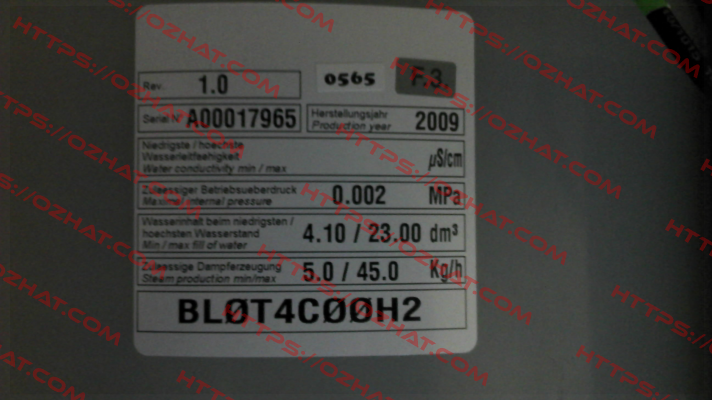 Rev. 1.0 0565 F.3.
Serial N° A00017965 Herstellungsjahr
Production year 2009
Niedrigste / hoechste
Wasserleitfaehigkeit
Water conductivity min / max µS/cm
Zulaessiger Betriebsueberdruck
Maximal internal pressure 0.002 MPa
Wasserinhalt beim niedrigsten /
hoechsten Wasserstand
Min / max fill of water 4.10 / 23.00 dm³
Zulaessige Dampferzeugung
Steam production min/max 5.0 / 45.0 Kg/h
BLØT4CØØH2
HTTPS://OZHAT.COM